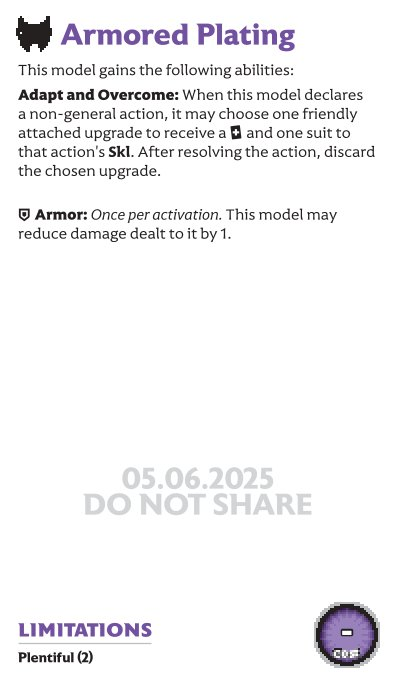 Armored Plating
This model gains the following abilities:
Adapt and Overcome: When this model declares
a non-general action, it may choose one friendly
attached upgrade to receive a + and one suit to
that action's Skl. After resolving the action, discard
the chosen upgrade.
Armor: Once per activation. This model may
reduce damage dealt to it by 1.
05.06.2025
DO NOT SHARE
LIMITATIONS
Plentiful (2)
-
COST